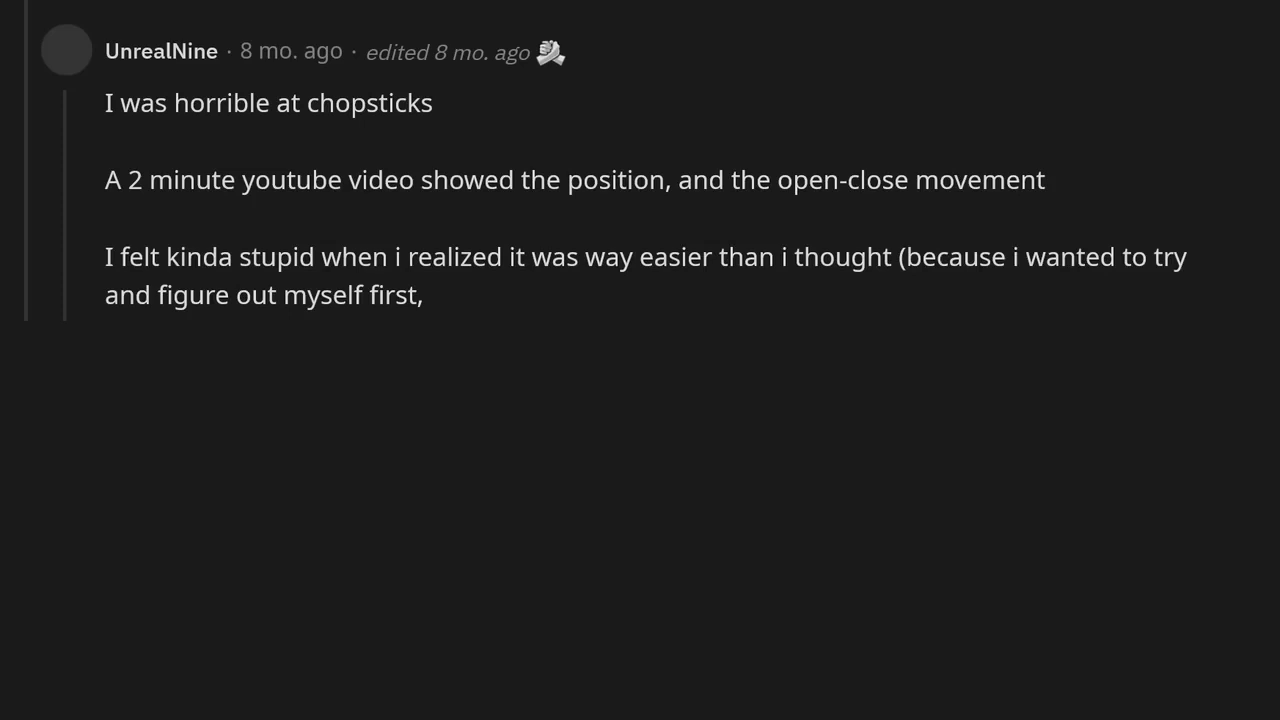 UnrealNine · 8 mo. ago · edited 8 mo. ago
I was horrible at chopsticks
A 2 minute youtube video showed the position, and the open-close movement
I felt kinda stupid when i realized it was way easier than i thought (because i wanted to try
and figure out myself first,